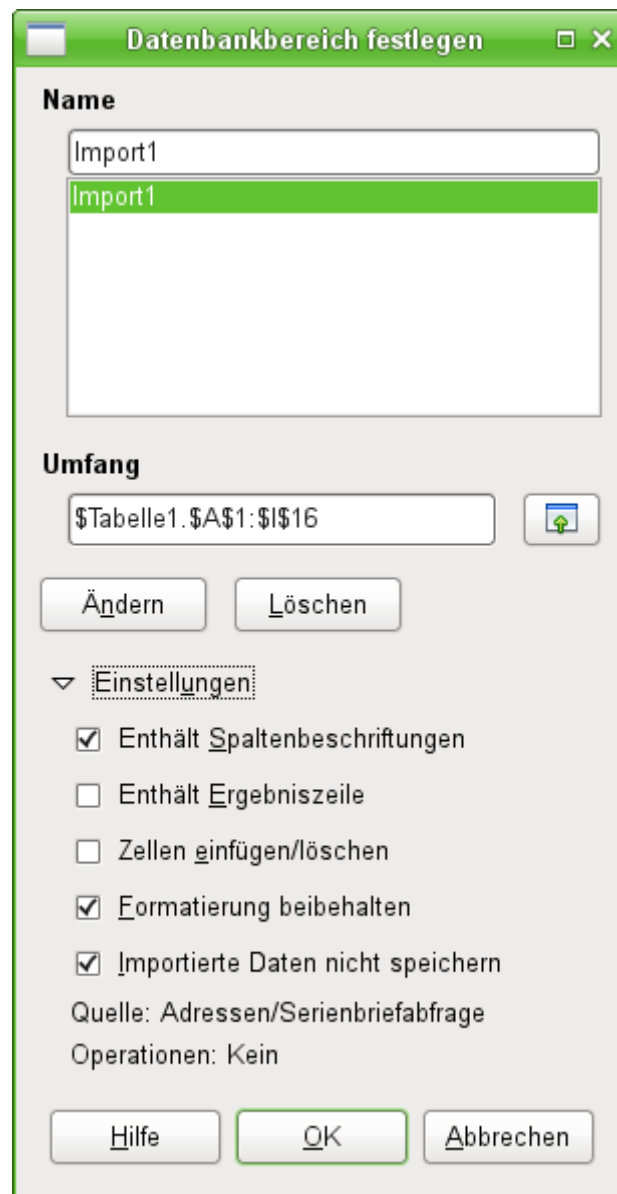 Datenbankbereich festlegen
Name
Import1
Import1
Umfang
$Tabelle1.$A$1:$I$16
Ändern Löschen
Einstellungen
Enthält Spaltenbeschriftungen
Enthält Ergebniszeile
Zellen einfügen/löschen
Formatierung beibehalten
Importierte Daten nicht speichern
Quelle: Adressen/Serienbriefabfrage
Operationen: Kein
Hilfe OK Abbrechen